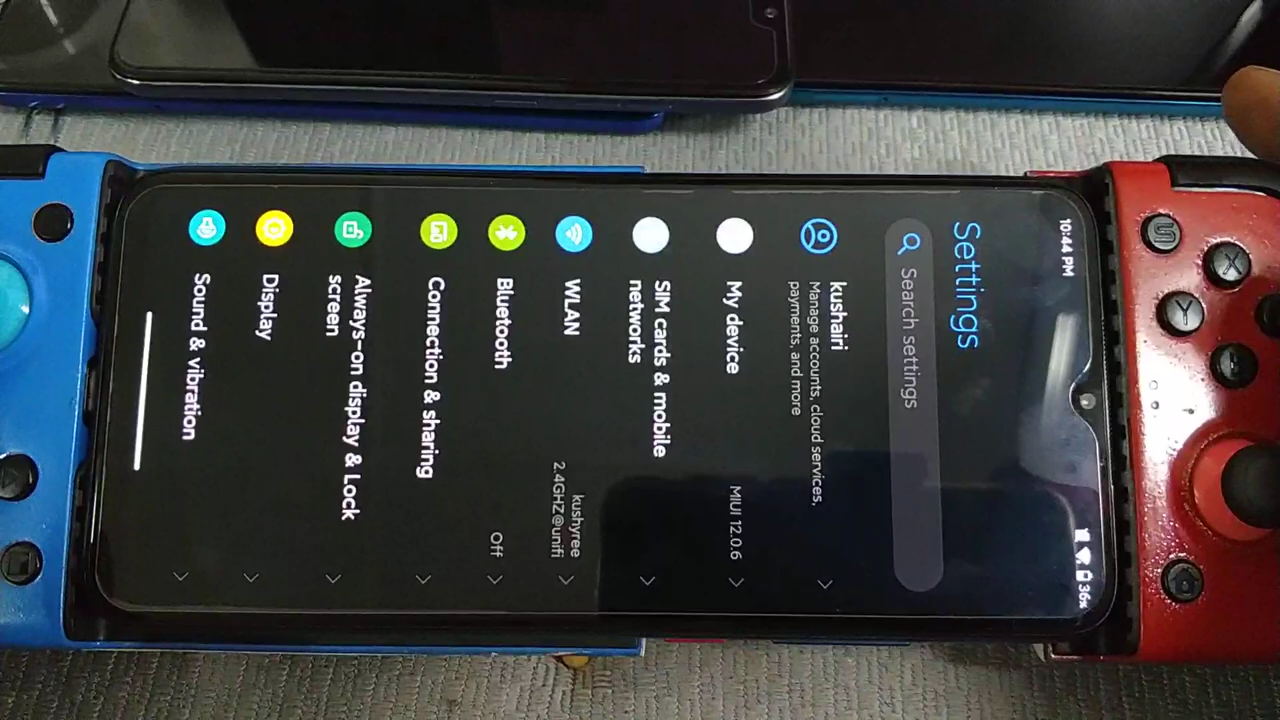 10:44 PM
36%
Settings
Search settings
kushairi
Manage accounts, cloud services,
payments, and more
My device
MIUI 12.0.6
SIM cards & mobile
networks
WLAN
kushyree
2.4GHZ@unifi
Bluetooth
Off
Connection & sharing
Always-on display & Lock
screen
Display
Sound & vibration
X
Y